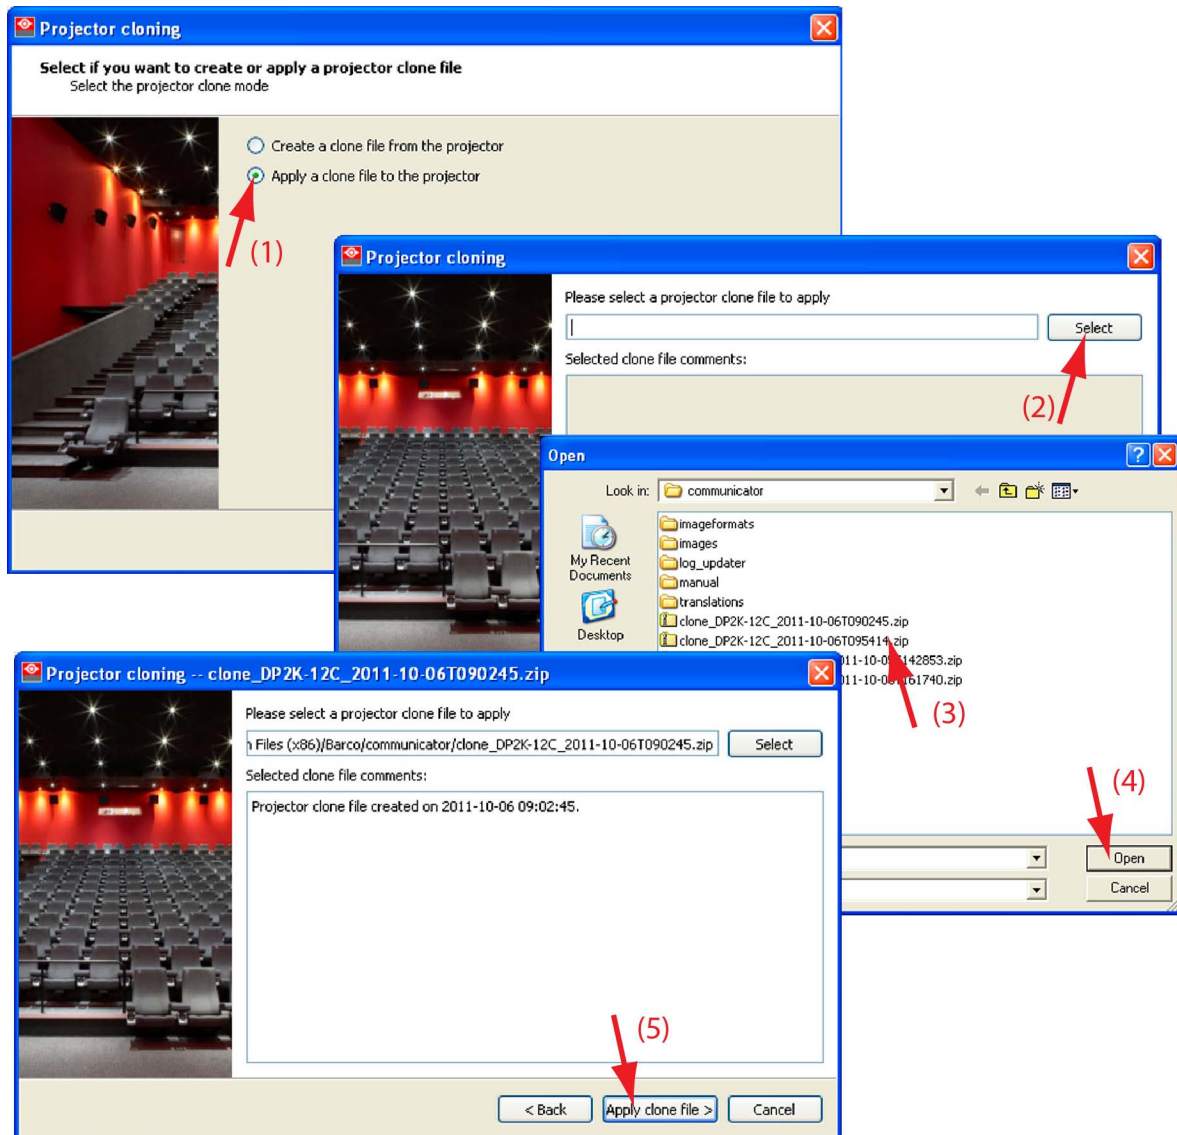 Projector cloning
Select if you want to create or apply a projector clone file
Select the projector clone mode
Create a clone file from the projector
Apply a clone file to the projector
(1)
Projector cloning
Please select a projector clone file to apply
Select
Selected clone file comments:
(2)
Open
Look in: communicator
My Recent Documents
Desktop
imageformats
images
log_updater
manual
translations
clone_DP2K-12C_2011-10-06T090245.zip
clone_DP2K-12C_2011-10-06T095414.zip
(3)
(4)
Open
Cancel
Projector cloning -- clone_DP2K-12C_2011-10-06T090245.zip
Please select a projector clone file to apply
Files (x86)/Barco/communicator/clone_DP2K-12C_2011-10-06T090245.zip Select
Selected clone file comments:
Projector clone file created on 2011-10-06 09:02:45.
(5)
< Back Apply clone file > Cancel